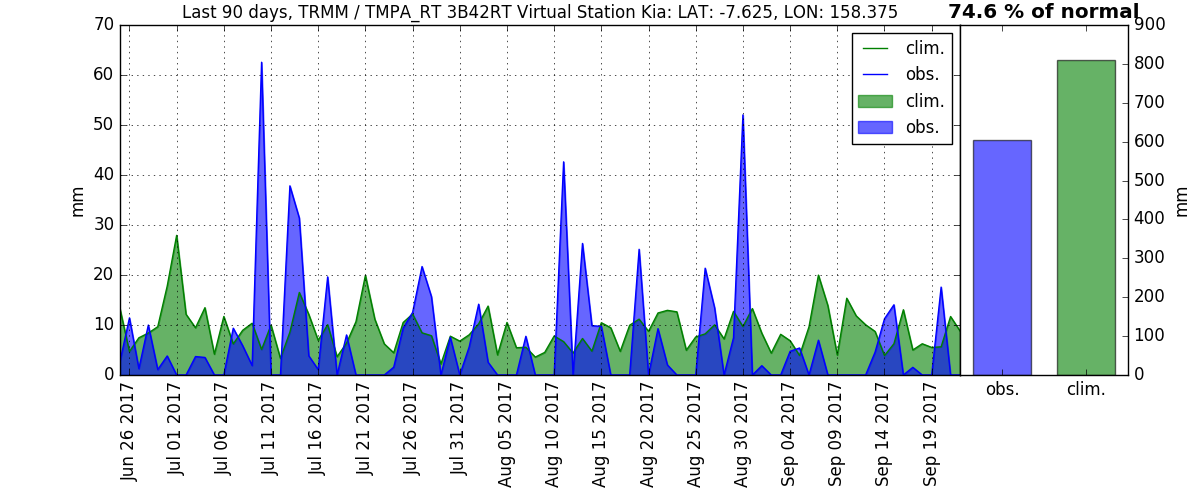 Last 90 days, TRMM / TMPA_RT 3B42RT Virtual Station Kia: LAT: -7.625, LON: 158.375
74.6 % of normal
70
60
50
40
30
20
10
0
mm
clim.
obs.
clim.
obs.
Jun 26 2017
Jul 01 2017
Jul 06 2017
Jul 11 2017
Jul 16 2017
Jul 21 2017
Jul 26 2017
Jul 31 2017
Aug 05 2017
Aug 10 2017
Aug 15 2017
Aug 20 2017
Aug 25 2017
Aug 30 2017
Sep 04 2017
Sep 09 2017
Sep 14 2017
Sep 19 2017
900
800
700
600
500
400
300
200
100
0
mm
obs.
clim.